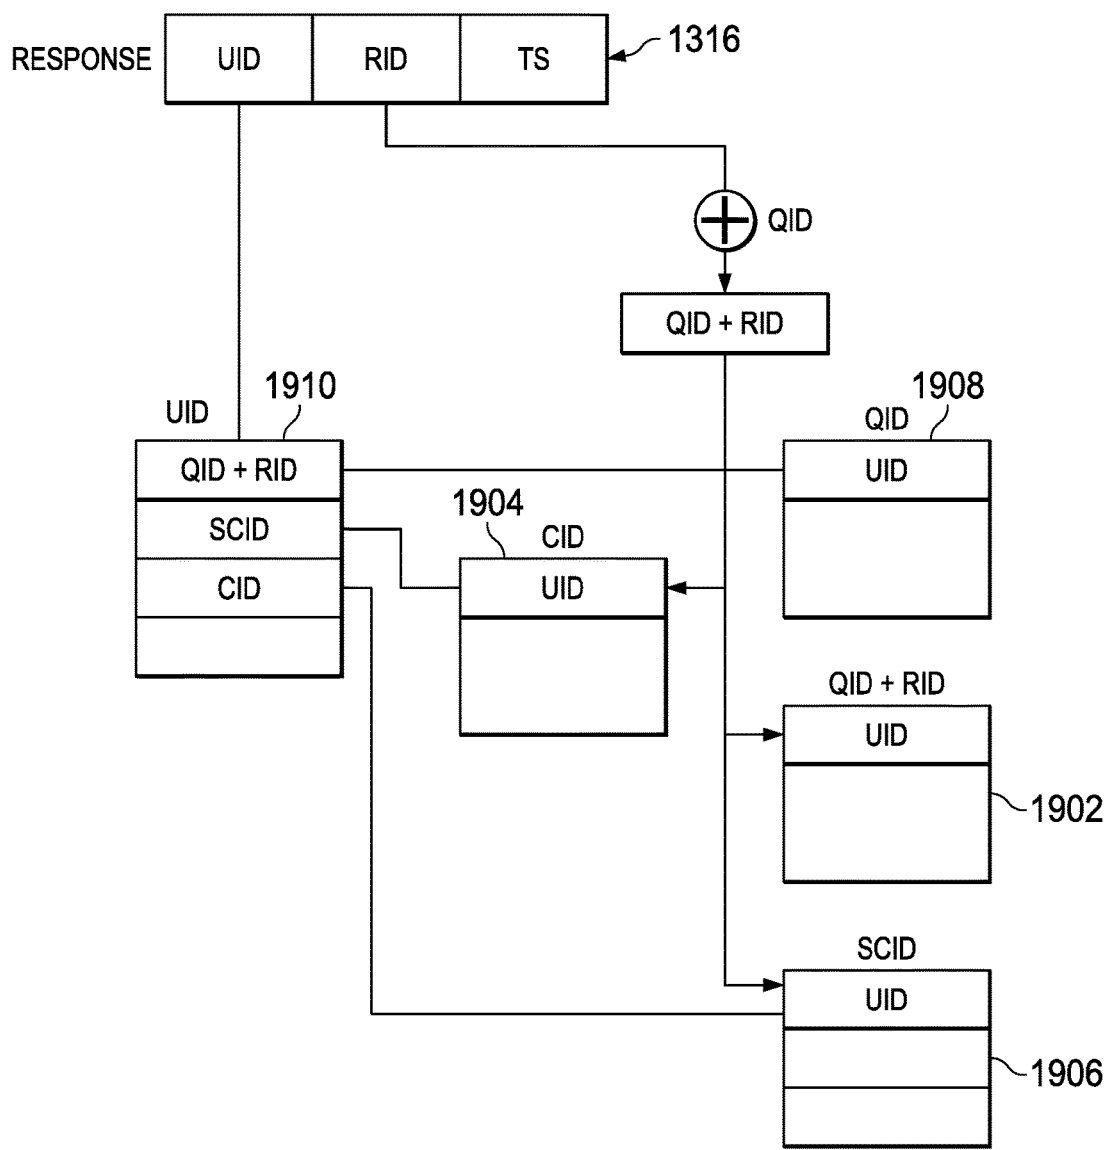 RESPONSE UID RID TS 1316
QID
QID + RID
UID 1910
QID + RID
SCID
CID
1904
CID
UID
1908
QID
UID
QID + RID
UID
1902
SCID
UID
1906